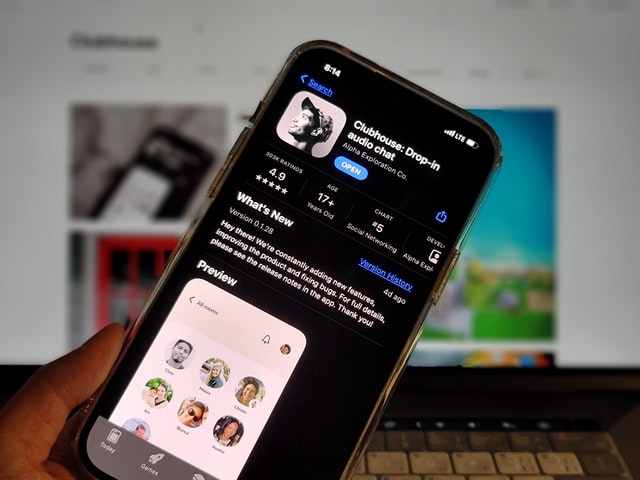 Clubhouse
8:14
Search
LTE
Clubhouse: Drop-in
audio chat
Alpha Exploration Co.
OPEN
303K RATINGS
4.9
AGE
17+
Years Old
CHART
#5
Social Networking
DEVEL
Alpha Expl
What's New
Version History
Version 0.1.28
4d ago
Hey there! We're constantly adding new features,
improving the product and fixing bugs. For full details,
please see the release notes in the app. Thank you!
Preview
All rooms
Ian
Today
Games